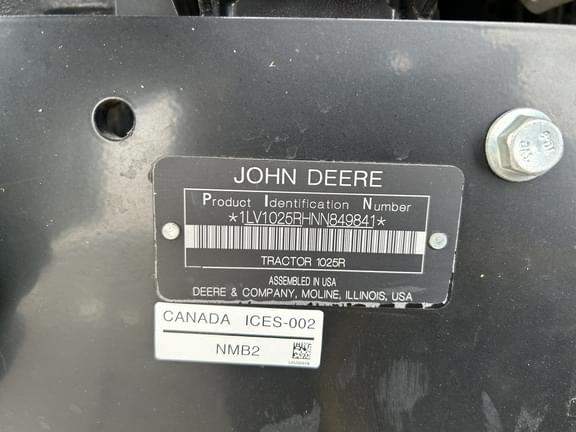 JOHN DEERE
Product Identification Number
*1LV1025RHNN849841*
TRACTOR 1025R
ASSEMBLED IN USA
DEERE & COMPANY, MOLINE, ILLINOIS, USA
CANADA ICES-002
NMB2